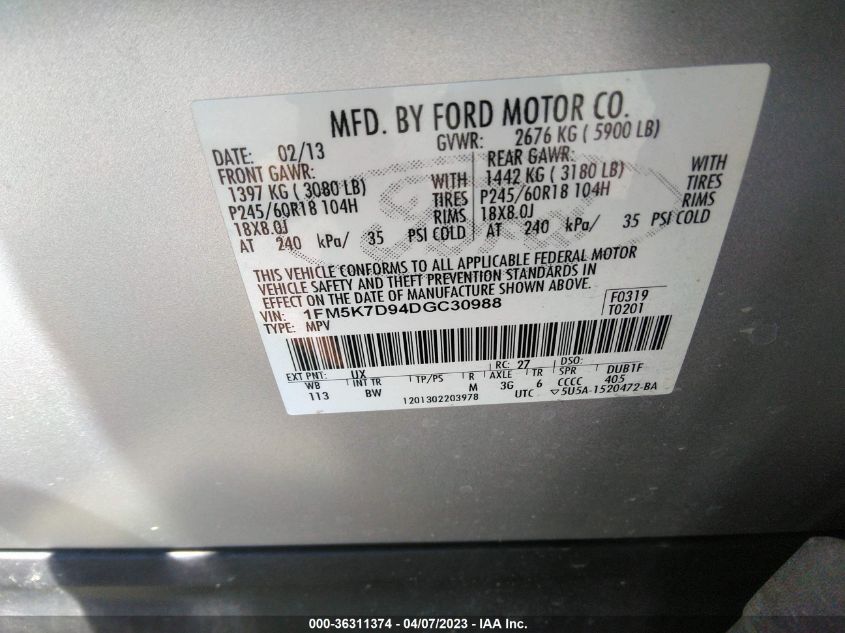 MFD. BY FORD MOTOR CO.
DATE: 02/13 GVWR: 2676 KG ( 5900 LB)
FRONT GAWR: REAR GAWR:
1397 KG ( 3080 LB) WITH 1442 KG ( 3180 LB) WITH
P245/60R18 104H TIRES P245/60R18 104H TIRES
18X8.0J RIMS 18X8.0J RIMS
AT 240 kPa/ 35 PSI COLD AT 240 kPa/ 35 PSI COLD
THIS VEHICLE CONFORMS TO ALL APPLICABLE FEDERAL MOTOR
VEHICLE SAFETY AND THEFT PREVENTION STANDARDS IN
EFFECT ON THE DATE OF MANUFACTURE SHOWN ABOVE.
VIN: 1FM5K7D94DGC30988 F0319
TYPE: MPV T0201
EXT PNT: UX RC: 27 DSO:
WB INT TR TP/PS R AXLE TR SPR DUB1F
113 BW M 3G 6 CCCC 405
1201302203978 UTC ▽5U5A-1520472-BA
000-36311374 - 04/07/2023 - IAA Inc.